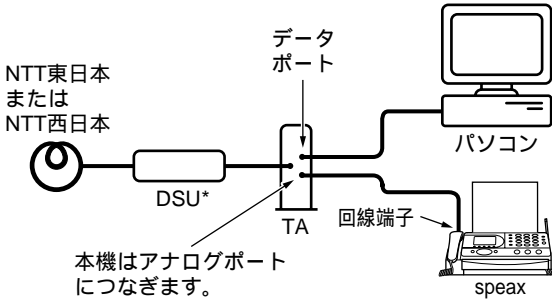 データ
ポート
NTT東日本
または
NTT西日本
パソコン
DSU*
TA
回線端子
本機はアナログポート
につなぎます。
speax